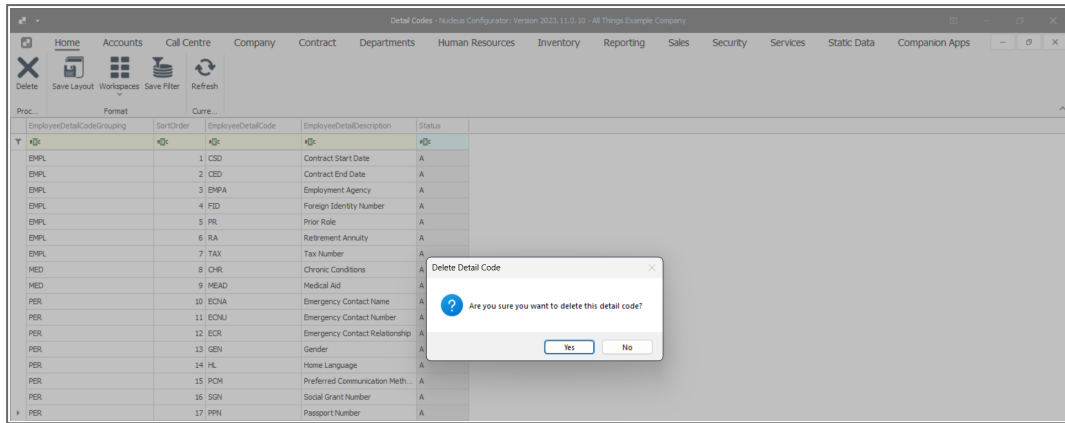 Detail Codes - Nucleus Configurator: Version 2023.11.0.10 - All Things Example Company
Home Accounts Call Centre Company Contract Departments Human Resources Inventory Reporting Sales Security Services Static Data Companion Apps
Delete Save Layout Workspaces Save Filter Refresh
Proc... Format Curre...
EmployeeDetailCodeGrouping SortOrder EmployeeDetailCode EmployeeDetailDescription Status
EMPL 1 CSD Contract Start Date A
EMPL 2 CED Contract End Date A
EMPL 3 EMPA Employment Agency A
EMPL 4 FID Foreign Identity Number A
EMPL 5 PR Prior Role A
EMPL 6 RA Retirement Annuity A
EMPL 7 TAX Tax Number A
MED 8 CHR Chronic Conditions A
MED 9 MEAD Medical Aid A
PER 10 ECNA Emergency Contact Name A
PER 11 ECNU Emergency Contact Number A
PER 12 ECR Emergency Contact Relationship A
PER 13 GEN Gender A
PER 14 HL Home Language A
PER 15 PCM Preferred Communication Meth... A
PER 16 SGN Social Grant Number A
PER 17 PPN Passport Number A
Delete Detail Code
Are you sure you want to delete this detail code?
Yes No